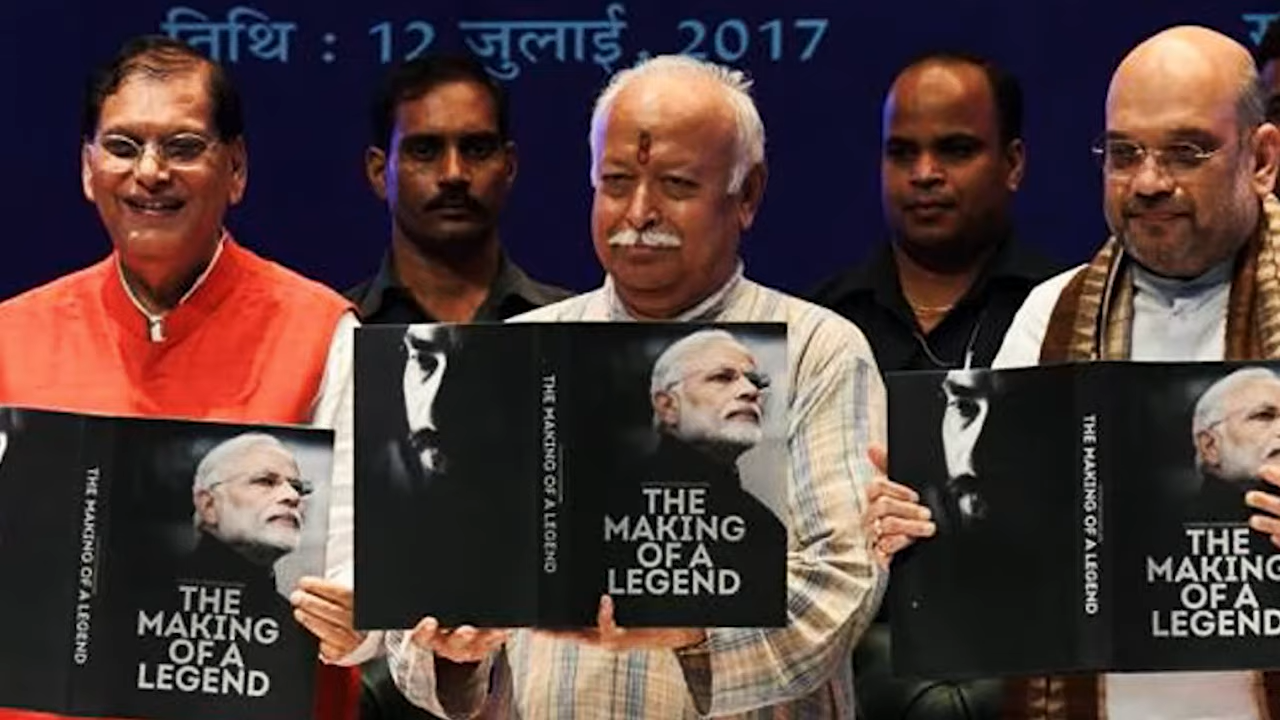 तिथि : 12 जुलाई, 2017
THE MAKING OF A LEGEND
THE
MAKING
OF A
LEGEND
THE MAKING OF A LEGEND
THE
MAKING
OF A
LEGEND
THE MAKING OF A LEGEND
THE
MAKING
OF A
LEGEND